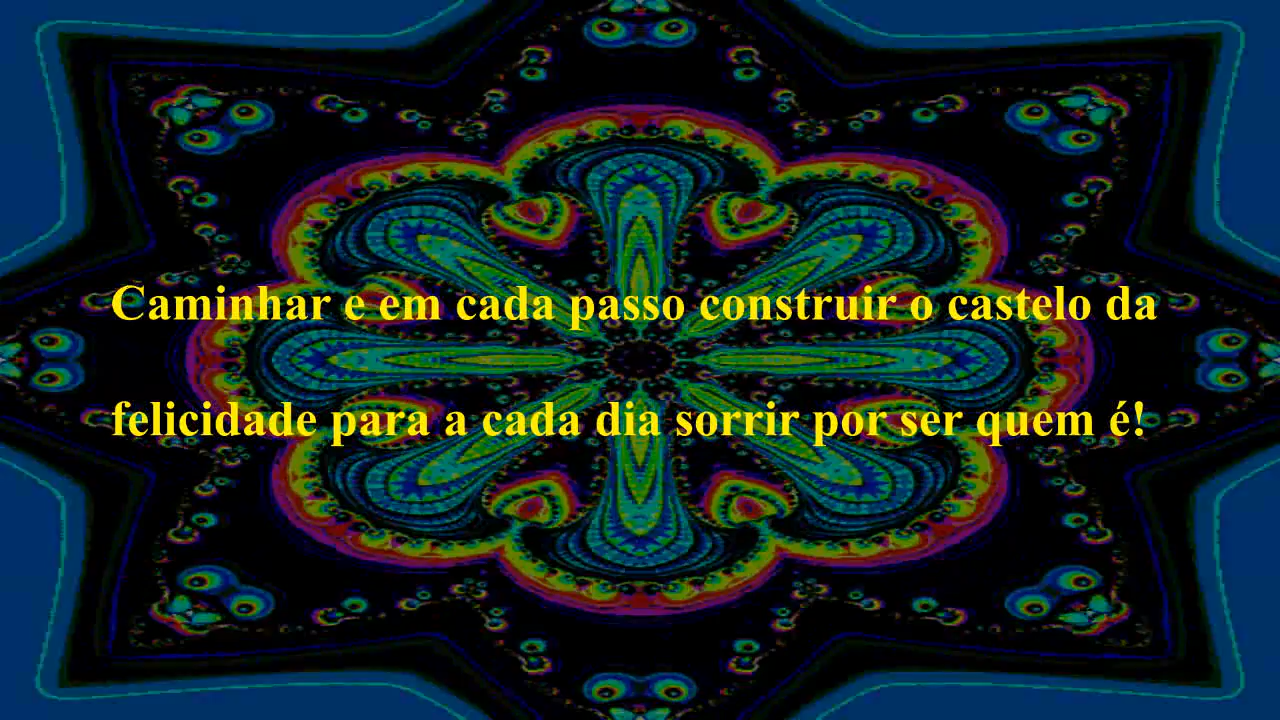 Caminhar e em cada passo construir o castelo da
felicidade para a cada dia sorrir por ser quem é!